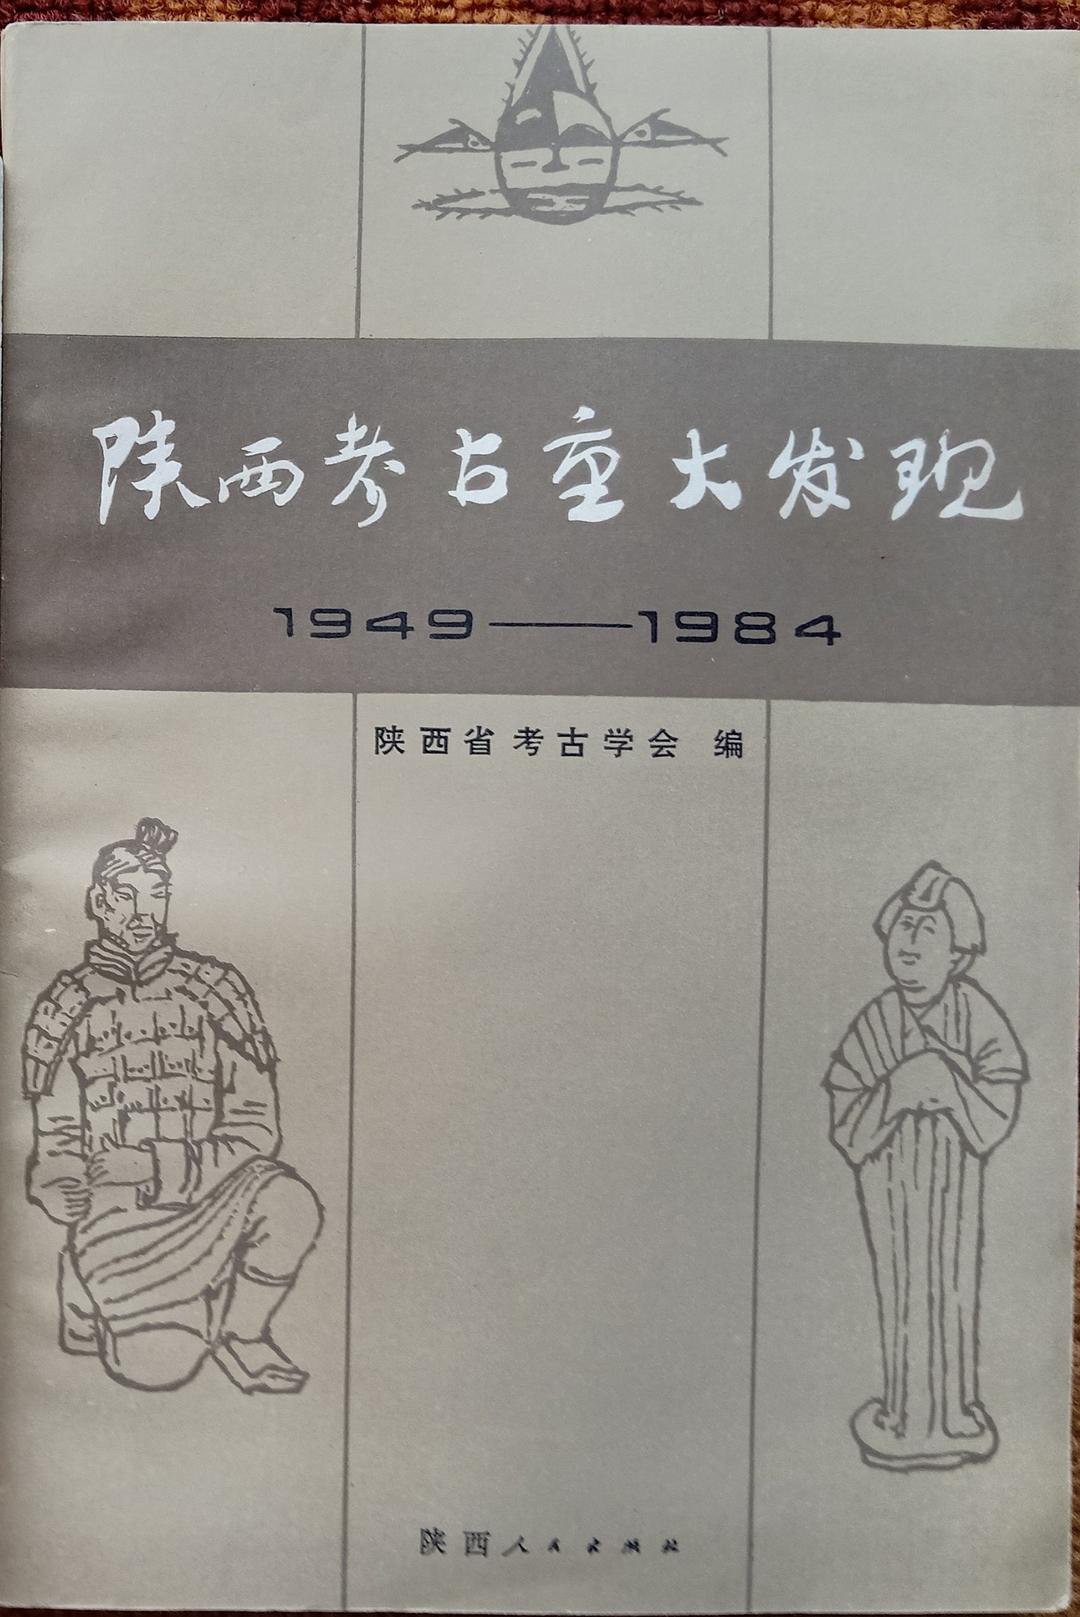 陕西考古重大发现
1949——1984
陕西省考古学会 编
陕西人民出版社